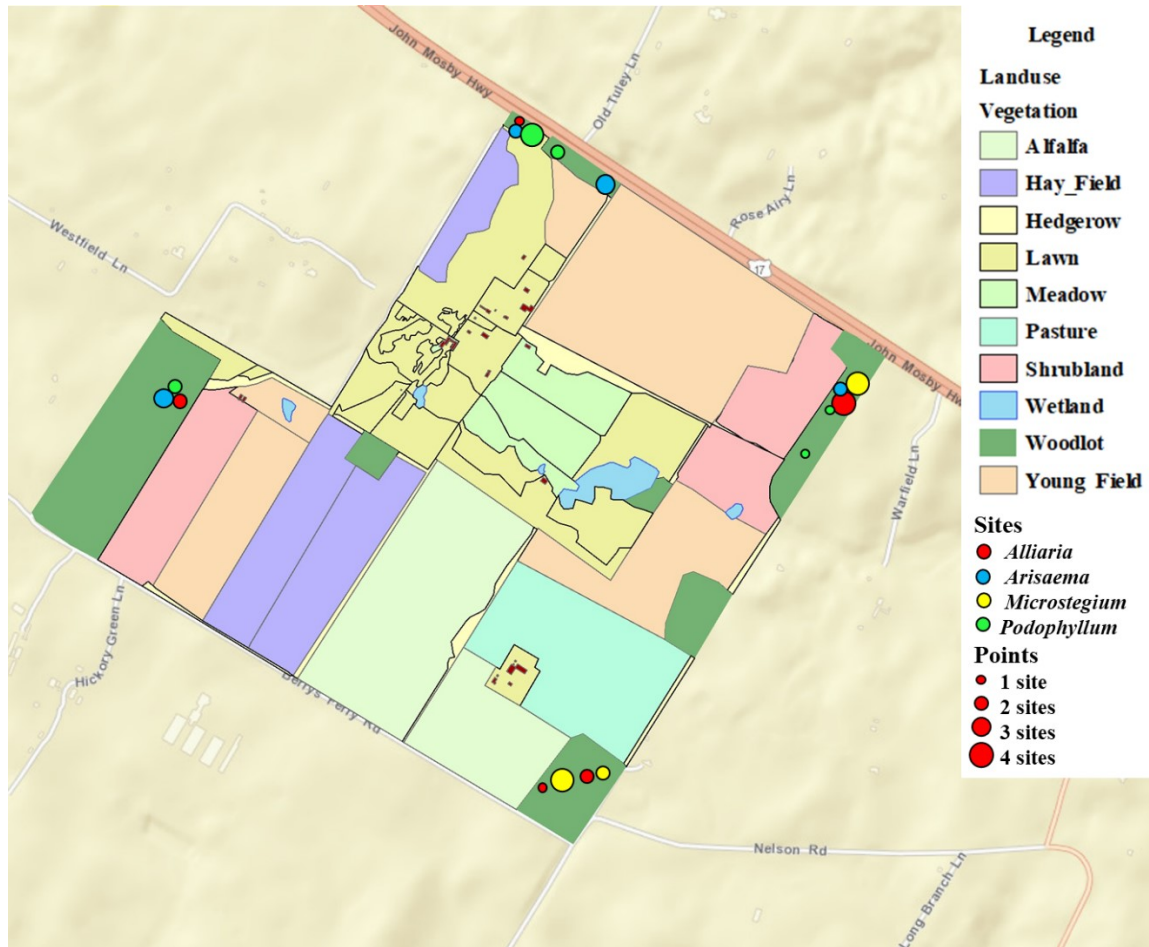 John Mosby Hwy
Old Tuley Ln
Rose Airy Ln
Westfield Ln
17
John Mosby Hwy
Warfield Ln
Hickory Green Ln
Berrys Ferry Rd
Nelson Rd
Long Branch Ln
Legend
Landuse
Vegetation
Alfalfa
Hay_Field
Hedgerow
Lawn
Meadow
Pasture
Shrubland
Wetland
Woodlot
Young_Field
Sites
Alliaria
Arisaema
Microstegium
Podophyllum
Points
1 site
2 sites
3 sites
4 sites